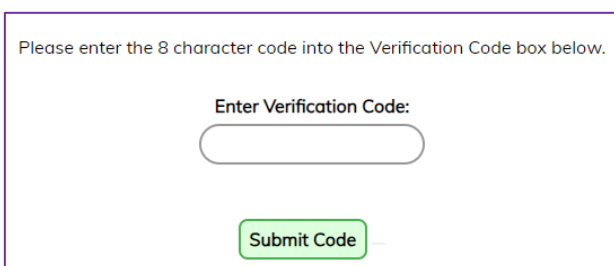 Please enter the 8 character code into the Verification Code box below.
Enter Verification Code:
Submit Code